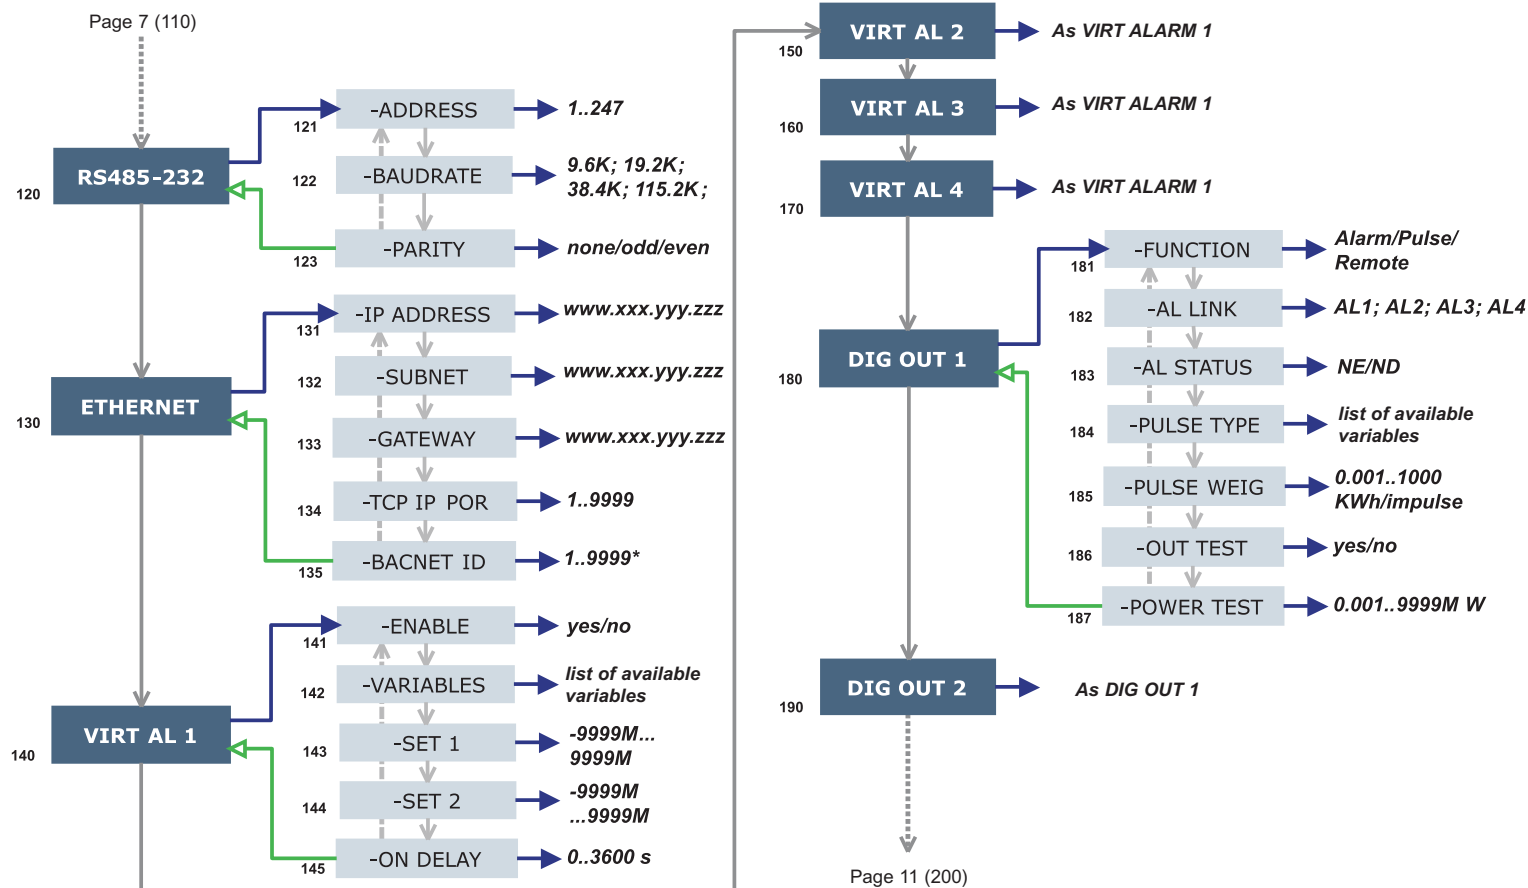 Page 7 (110)
120
RS485-232
121
-ADDRESS
1..247
122
-BAUDRATE
9.6K; 19.2K;
38.4K; 115.2K;
123
-PARITY
none/odd/even
130
ETHERNET
131
-IP ADDRESS
www.xxx.yyy.zzz
132
-SUBNET
www.xxx.yyy.zzz
133
-GATEWAY
www.xxx.yyy.zzz
134
-TCP IP POR
1..9999
135
-BACNET ID
1..9999*
140
VIRT AL 1
141
-ENABLE
yes/no
142
-VARIABLES
list of available
variables
143
-SET 1
-9999M...
9999M
144
-SET 2
-9999M
...9999M
145
-ON DELAY
0..3600 s
150
VIRT AL 2
As VIRT ALARM 1
160
VIRT AL 3
As VIRT ALARM 1
170
VIRT AL 4
As VIRT ALARM 1
180
DIG OUT 1
181
-FUNCTION
Alarm/Pulse/
Remote
182
-AL LINK
AL1; AL2; AL3; AL4
183
-AL STATUS
NE/ND
184
-PULSE TYPE
list of available
variables
185
-PULSE WEIG
0.001..1000
KWh/impulse
186
-OUT TEST
yes/no
187
-POWER TEST
0.001..9999M W
190
DIG OUT 2
As DIG OUT 1
Page 11 (200)